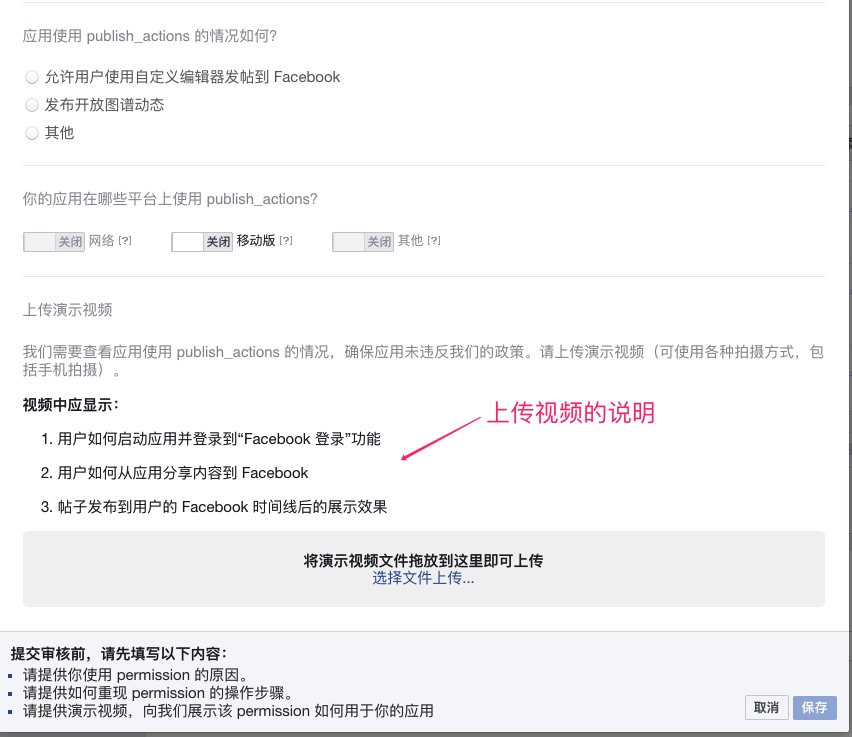 应用使用 publish_actions 的情况如何?
允许用户使用自定义编辑器发帖到 Facebook
发布开放图谱动态
其他
你的应用在哪些平台上使用 publish_actions?
关闭 网络 [?] 关闭 移动版 [?] 关闭 其他 [?]
上传演示视频
我们需要查看应用使用 publish_actions 的情况，确保应用未违反我们的政策。请上传演示视频（可使用各种拍摄方式，包
括手机拍摄）。
视频中应显示：
上传视频的说明
1. 用户如何启动应用并登录到“Facebook 登录”功能
2. 用户如何从应用分享内容到 Facebook
3. 帖子发布到用户的 Facebook 时间线后的展示效果
将演示视频文件拖放到这里即可上传
选择文件上传...
提交审核前，请先填写以下内容：
请提供你使用 permission 的原因。
请提供如何重现 permission 的操作步骤。
请提供演示视频，向我们展示该 permission 如何用于你的应用
取消 保存